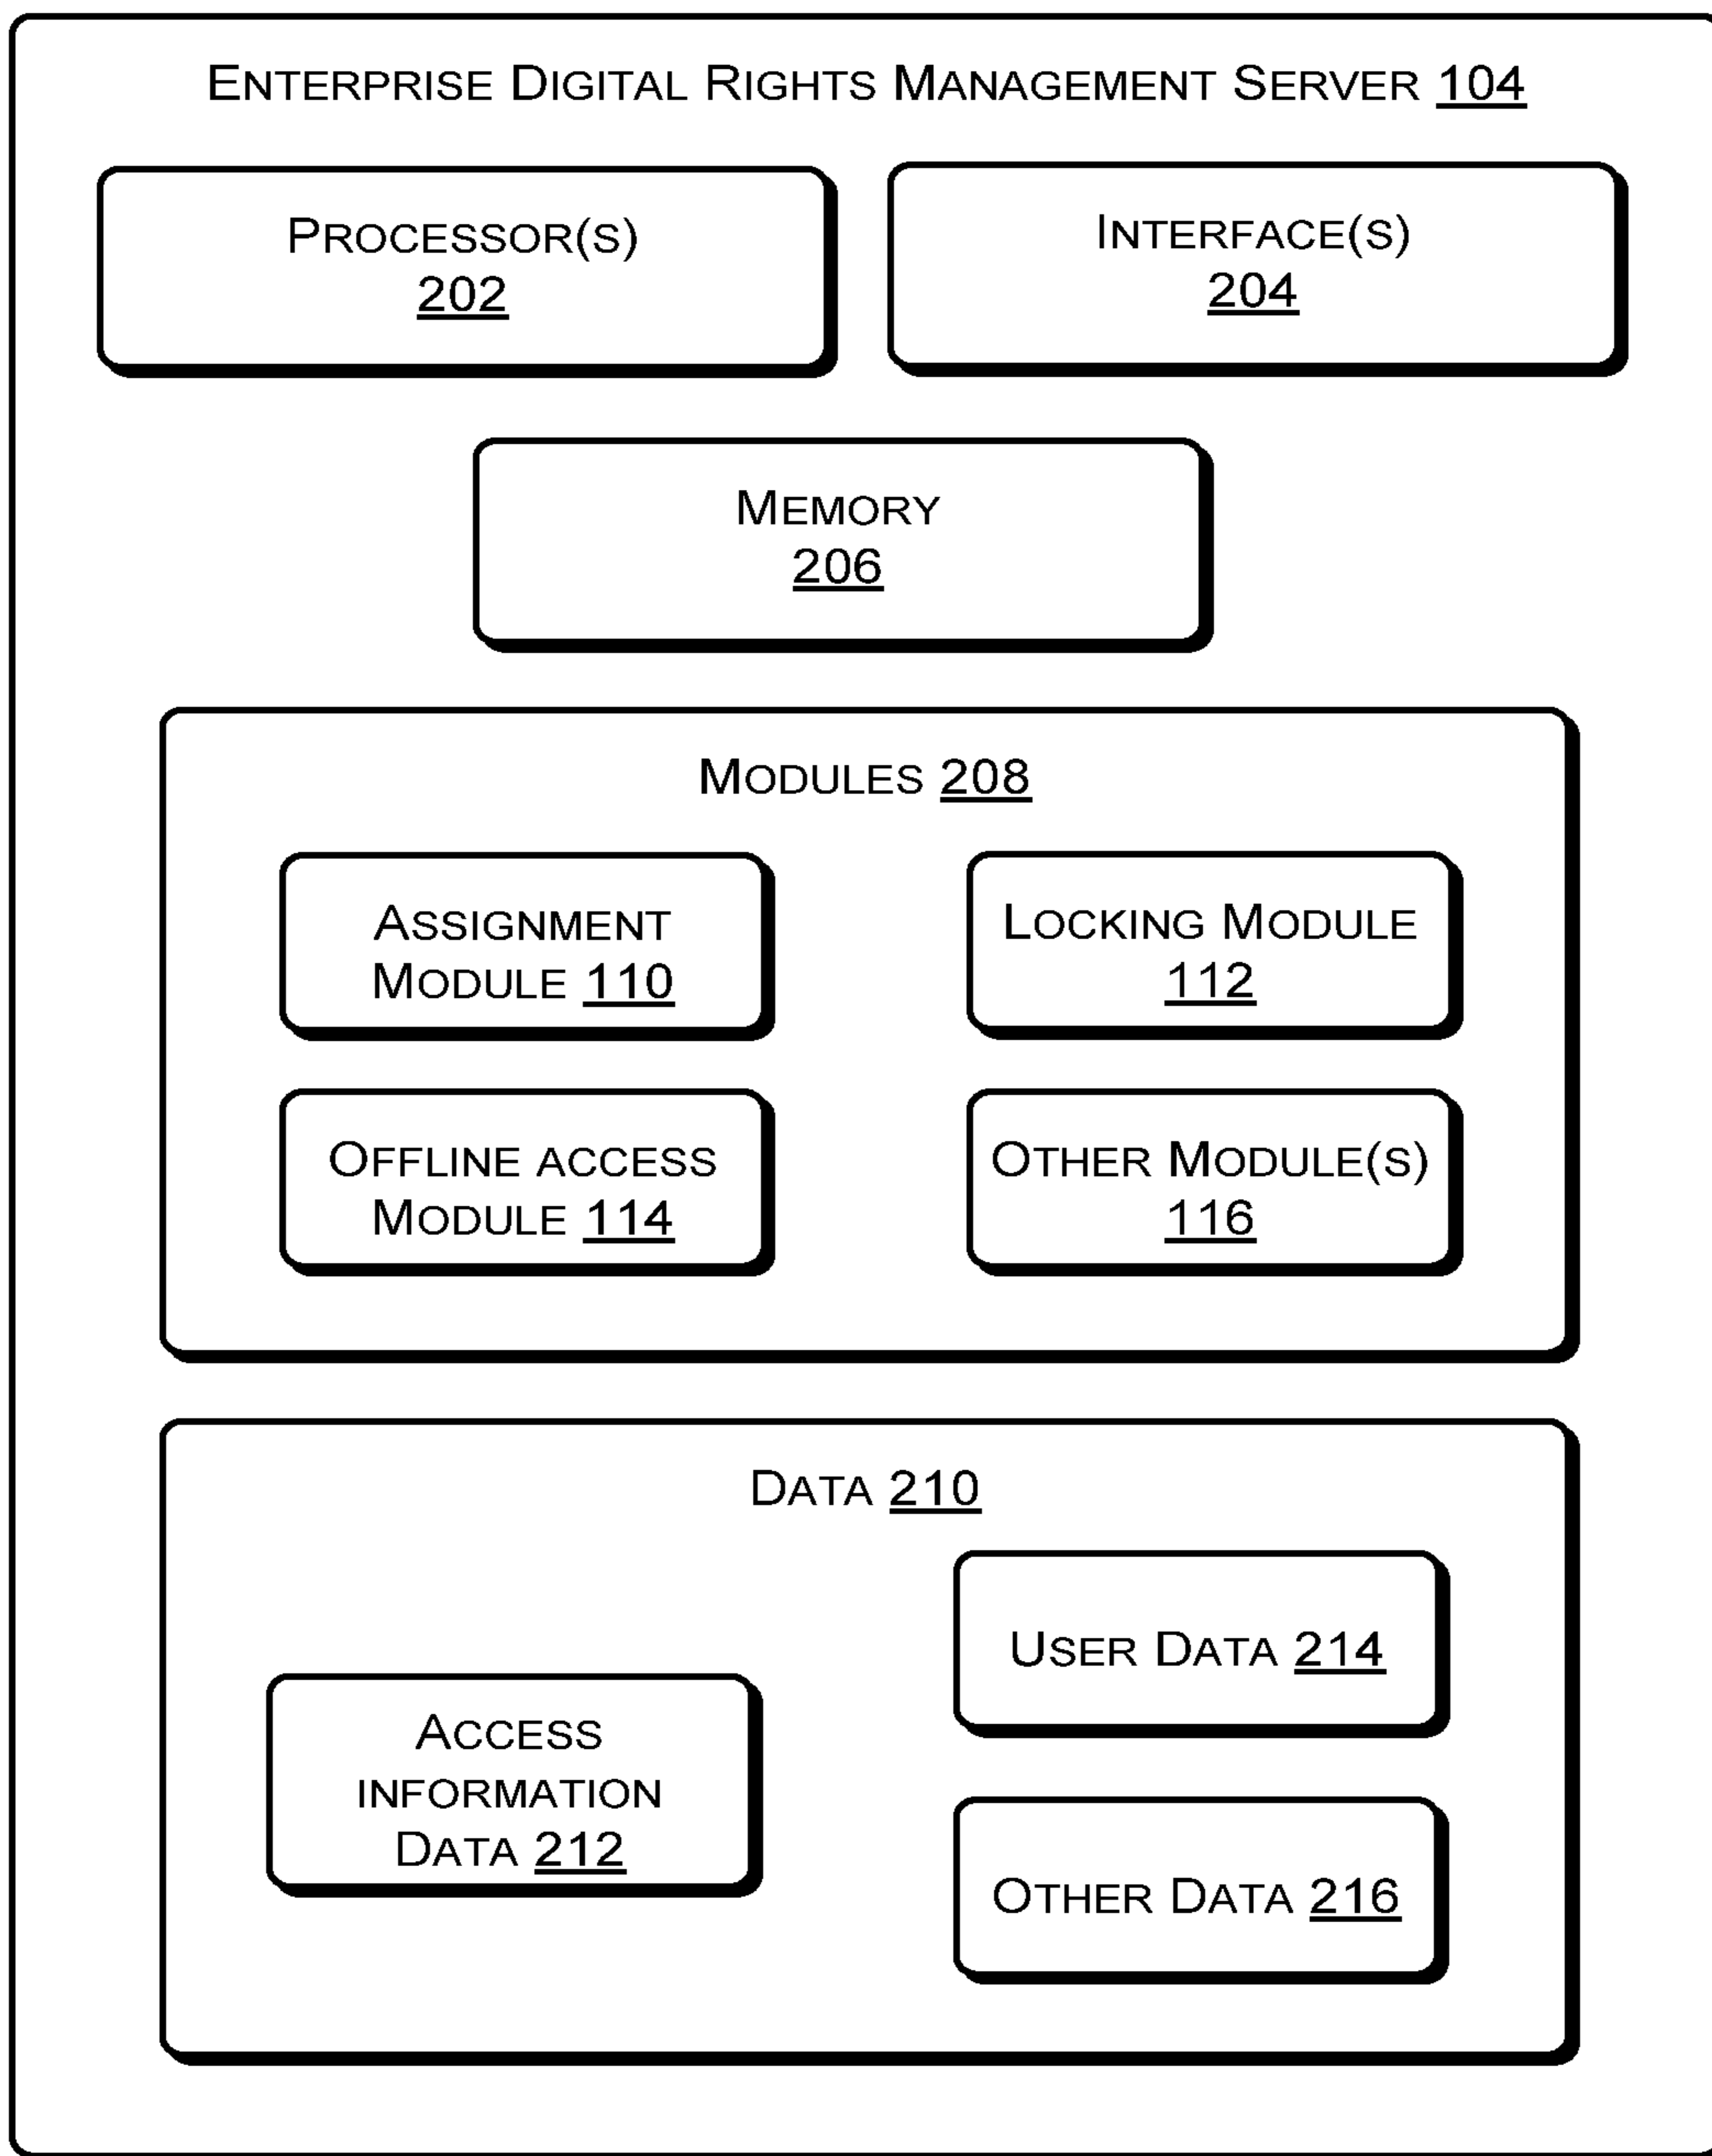 ENTERPRISE DIGITAL RIGHTS MANAGEMENT SERVER 104
PROCESSOR(S)
202
INTERFACE(S)
204
MEMORY
206
MODULES 208
ASSIGNMENT
MODULE 110
LOCKING MODULE
112
OFFLINE ACCESS
MODULE 114
OTHER MODULE(S)
116
DATA 210
ACCESS
INFORMATION
DATA 212
USER DATA 214
OTHER DATA 216